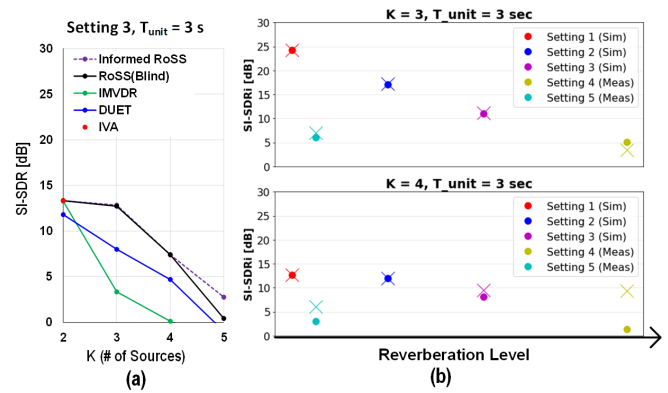 Setting 3, T_unit = 3 s
SI-SDR [dB]
30
25
20
15
10
5
0
Informed RoSS
RoSS(Blind)
IMVDR
DUET
IVA
2
3
4
5
K (# of Sources)
(a)
K = 3, T_unit = 3 sec
SI-SDRi [dB]
30
25
20
15
10
5
0
Setting 1 (Sim)
Setting 2 (Sim)
Setting 3 (Sim)
Setting 4 (Meas)
Setting 5 (Meas)
K = 4, T_unit = 3 sec
SI-SDRi [dB]
30
25
20
15
10
5
0
Setting 1 (Sim)
Setting 2 (Sim)
Setting 3 (Sim)
Setting 4 (Meas)
Setting 5 (Meas)
Reverberation Level
(b)